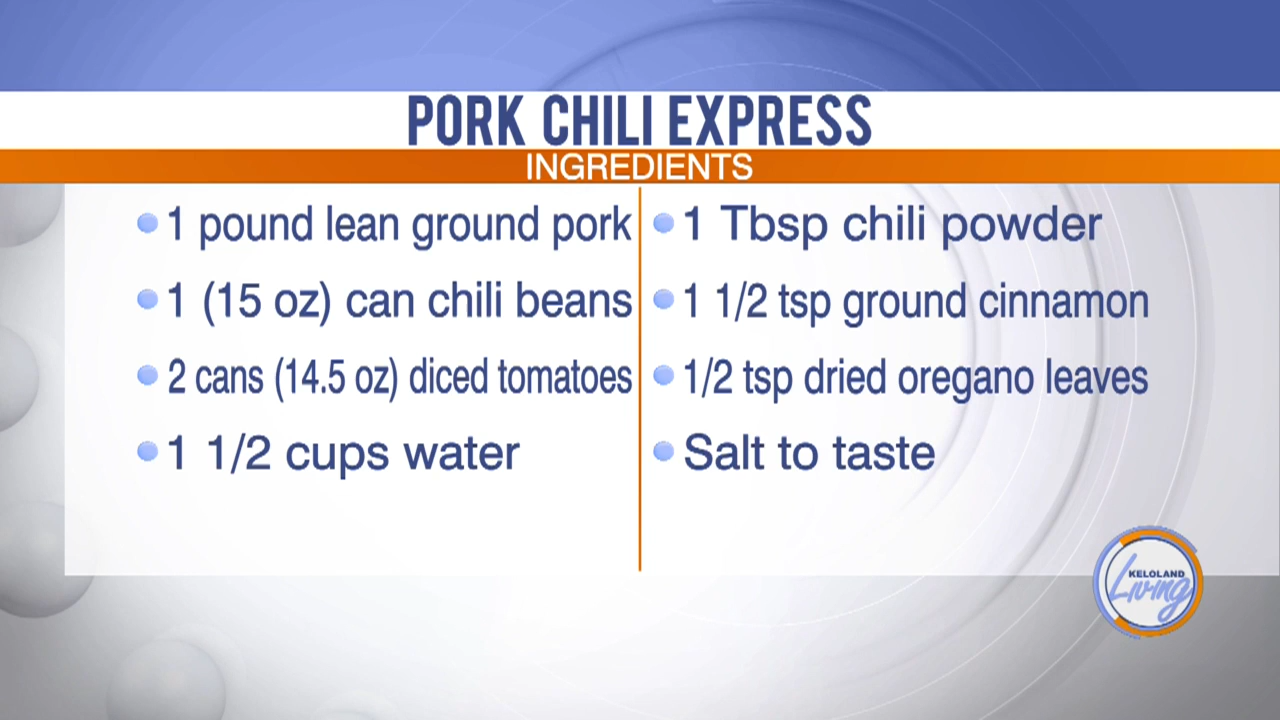 PORK CHILI EXPRESS
INGREDIENTS
1 pound lean ground pork
1 (15 oz) can chili beans
2 cans (14.5 oz) diced tomatoes
1 1/2 cups water
1 Tbsp chili powder
1 1/2 tsp ground cinnamon
1/2 tsp dried oregano leaves
Salt to taste
KELOLAND
Living